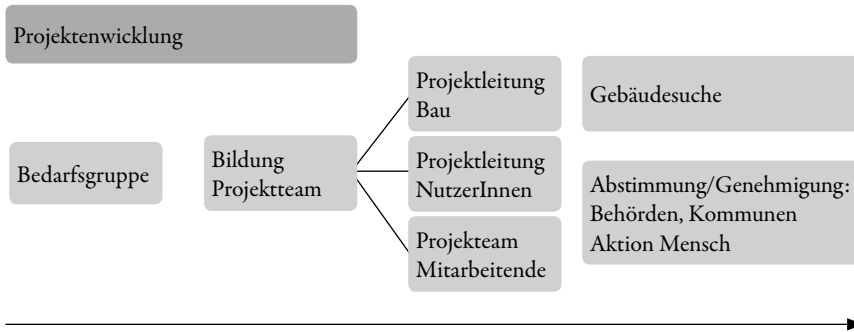 Projektenwicklung
Bedarfsgruppe
Bildung
Projektteam
Projektleitung
Bau
Projektleitung
NutzerInnen
Projekteam
Mitarbeitende
Gebäudesuche
Abstimmung/Genehmigung:
Behörden, Kommunen
Aktion Mensch